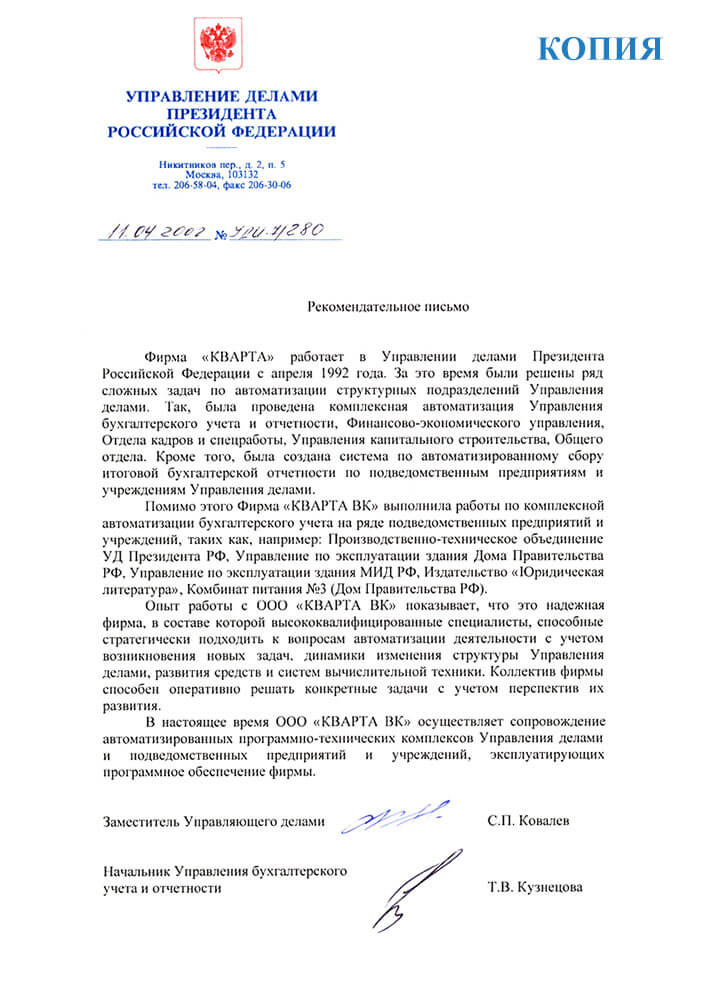 КОПИЯ
УПРАВЛЕНИЕ ДЕЛАМИ
ПРЕЗИДЕНТА
РОССИЙСКОЙ ФЕДЕРАЦИИ
Никитников пер., д. 2, п. 5
Москва, 103132
тел. 206-58-04, факс 206-30-06
11.04 2002 №
Рекомендательное письмо
Фирма «КВАРТА» работает в Управлении делами Президента
Российской Федерации с апреля 1992 года. За это время были решены ряд
сложных задач по автоматизации структурных подразделений Управления
делами. Так, была проведена комплексная автоматизация Управления
бухгалтерского учета и отчетности, Финансово-экономического управления,
Отдела кадров и спецработы, Управления капитального строительства, Общего
отдела. Кроме того, была создана система по автоматизированному сбору
итоговой бухгалтерской отчетности по подведомственным предприятиям и
учреждениям Управления делами.
Помимо этого Фирма «КВАРТА ВК» выполнила работы по комплексной
автоматизации бухгалтерского учета на ряде подведомственных предприятий и
учреждений, таких как, например: Производственно-техническое объединение
УД Президента РФ, Управление по эксплуатации здания Дома Правительства
РФ, Управление по эксплуатации здания МИД РФ, Издательство «Юридическая
литература», Комбинат питания №3 (Дом Правительства РФ).
Опыт работы с ООО «КВАРТА ВК» показывает, что это надежная
фирма, в составе которой высококвалифицированные специалисты, способные
стратегически подходить к вопросам автоматизации деятельности с учетом
возникновения новых задач, динамики изменения структуры Управления
делами, развития средств и систем вычислительной техники. Коллектив фирмы
способен оперативно решать конкретные задачи с учетом перспектив их
развития.
В настоящее время ООО «КВАРТА ВК» осуществляет сопровождение
автоматизированных программно-технических комплексов Управления делами
и подведомственных предприятий и учреждений, эксплуатирующих
программное обеспечение фирмы.
Заместитель Управляющего делами С.П. Ковалев
Начальник Управления бухгалтерского
учета и отчетности Т.В. Кузнецова